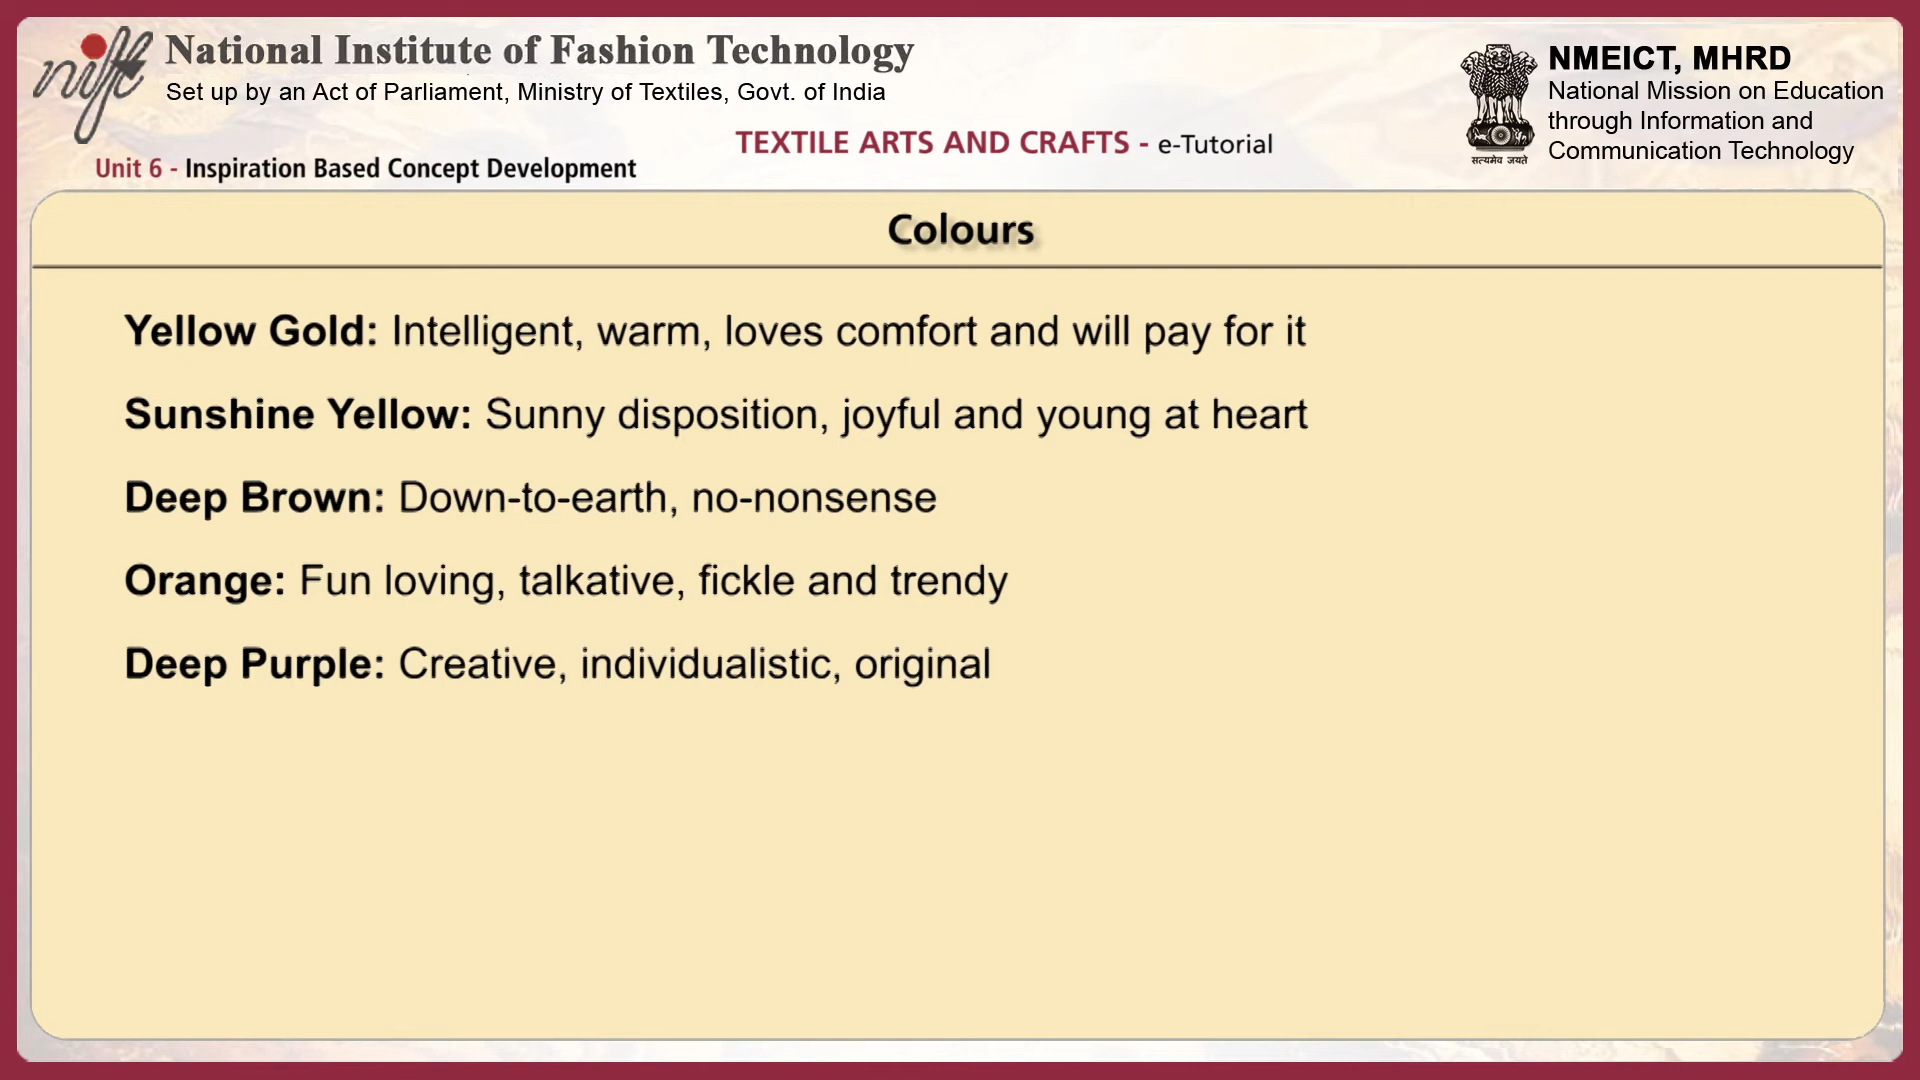 nift
National Institute of Fashion Technology
Set up by an Act of Parliament, Ministry of Textiles, Govt. of India
NMEICT, MHRD
National Mission on Education
through Information and
Communication Technology
सत्यमेव जयते
TEXTILE ARTS AND CRAFTS - e-Tutorial
Unit 6 - Inspiration Based Concept Development
Colours
Yellow Gold: Intelligent, warm, loves comfort and will pay for it
Sunshine Yellow: Sunny disposition, joyful and young at heart
Deep Brown: Down-to-earth, no-nonsense
Orange: Fun loving, talkative, fickle and trendy
Deep Purple: Creative, individualistic, original